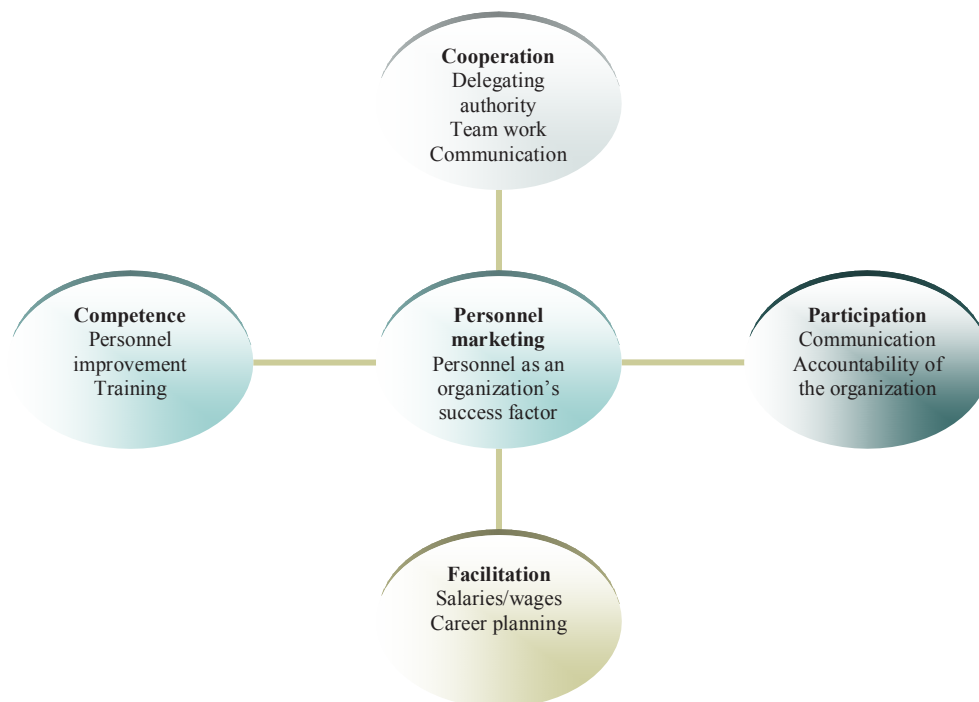 Cooperation
Delegating
authority
Team work
Communication
Competence
Personnel
improvement
Training
Personnel
marketing
Personnel as an
organization’s
success factor
Participation
Communication
Accountability of
the organization
Facilitation
Salaries/wages
Career planning